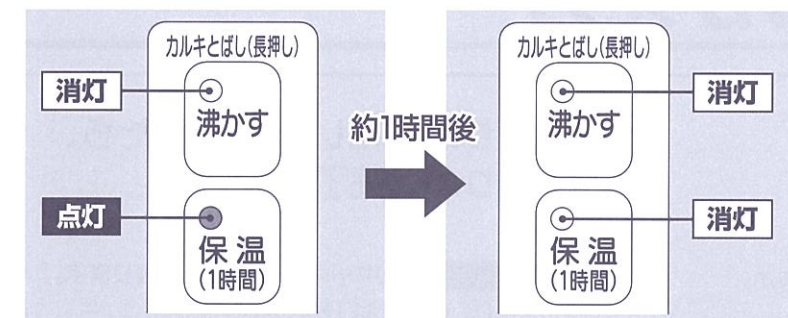 カルキとばし(長押し)
消灯
沸かす
点灯
保温
(1時間)
約1時間後
カルキとばし(長押し)
消灯
沸かす
消灯
保温
(1時間)